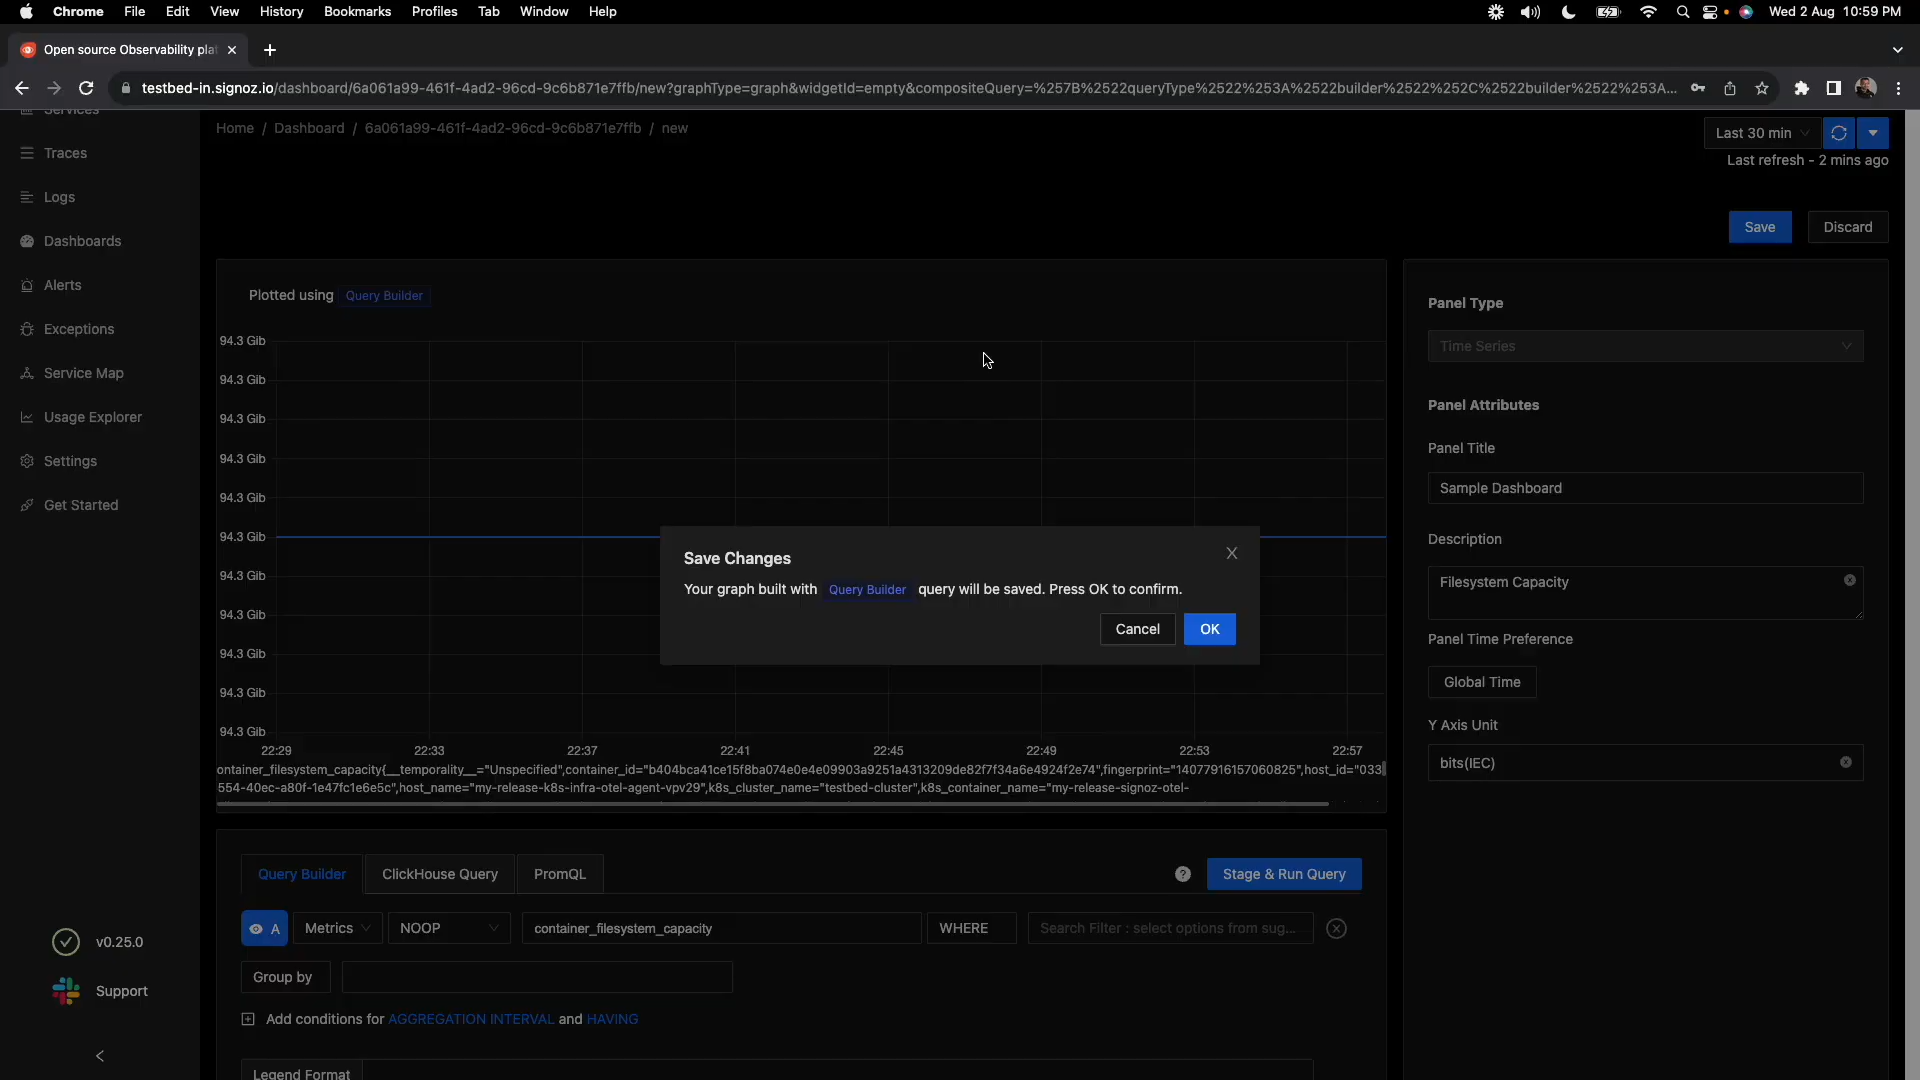 Chrome File Edit View History Bookmarks Profiles Tab Window Help Wed 2 Aug 10:59 PM
Open source Observability plat
testbed-in.signoz.io/dashboard/6a061a99-461f-4ad2-96cd-9c6b871e7ffb/new?graphType=graph&widgetId=empty&compositeQuery=%257B%2522queryType%2522%253A%2522builder%2522%252C%2522builder%2522%253A...
Services
Traces
Logs
Dashboards
Alerts
Exceptions
Service Map
Usage Explorer
Settings
Get Started
v0.25.0
Support
Home / Dashboard / 6a061a99-461f-4ad2-96cd-9c6b871e7ffb / new
Last 30 min
Last refresh - 2 mins ago
Save Discard
Plotted using Query Builder
94.3 Gib
94.3 Gib
94.3 Gib
94.3 Gib
94.3 Gib
94.3 Gib
94.3 Gib
94.3 Gib
94.3 Gib
94.3 Gib
94.3 Gib
22:29 22:33 22:37 22:41 22:45 22:49 22:53 22:57
ontainer_filesystem_capacity{__temporality__="Unspecified",container_id="b404bca41ce15f8ba074e0e4e09903a9251a4313209de82f7f34a6e4924f2e74",fingerprint="14077916157060825",host_id="033
554-40ec-a80f-1e47fc1e6e5c",host_name="my-release-k8s-infra-otel-agent-vpv29",k8s_cluster_name="testbed-cluster",k8s_container_name="my-release-signoz-otel-
Save Changes
X
Your graph built with Query Builder query will be saved. Press OK to confirm.
Cancel OK
Panel Type
Time Series
Panel Attributes
Panel Title
Sample Dashboard
Description
Filesystem Capacity
Panel Time Preference
Global Time
Y Axis Unit
bits(IEC)
Query Builder ClickHouse Query PromQL
Stage & Run Query
A Metrics NOOP container_filesystem_capacity WHERE Search Filter : select options from sug...
Group by
Add conditions for AGGREGATION INTERVAL and HAVING
Legend Format